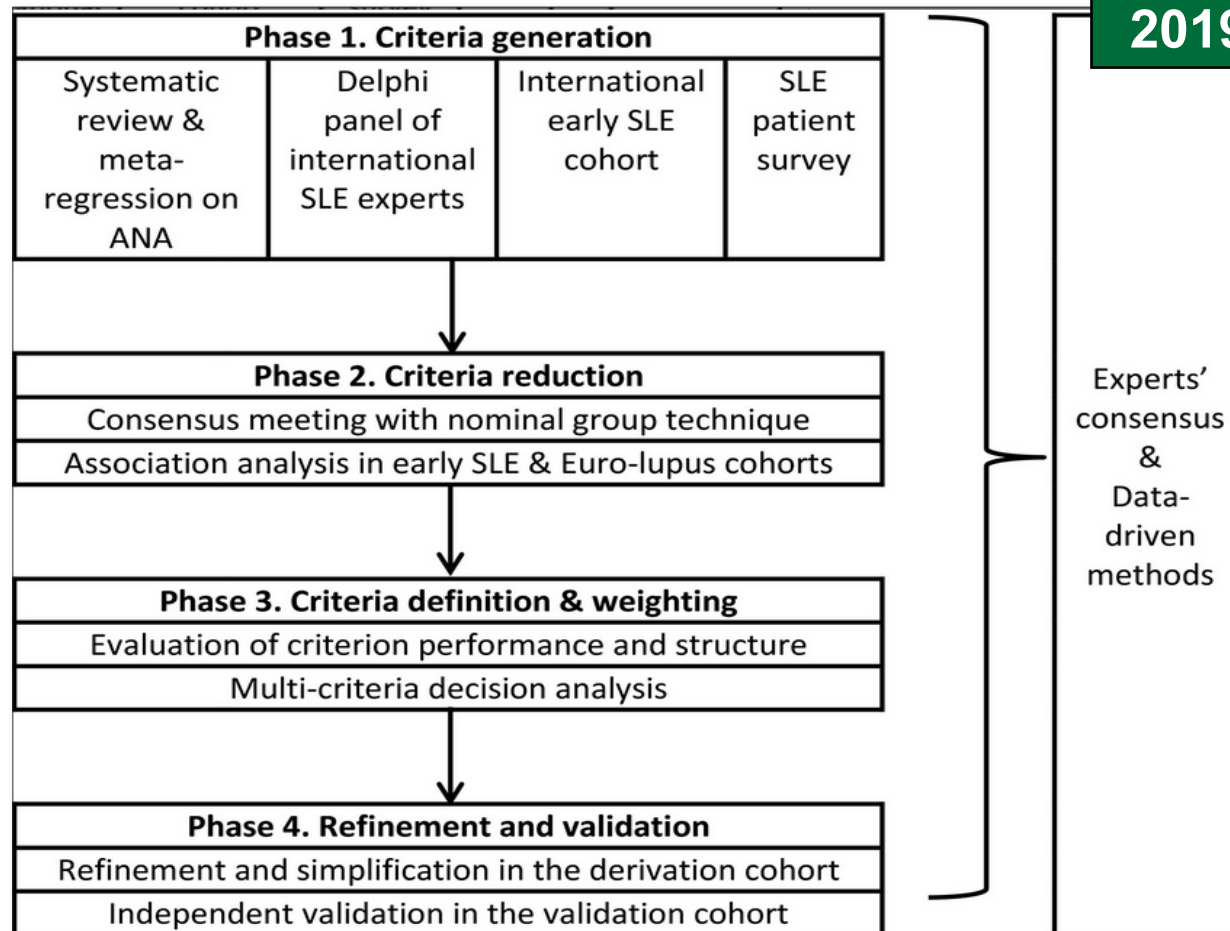 2019
Phase 1. Criteria generation
Systematic
review &
meta-
regression on
ANA
Delphi
panel of
international
SLE experts
International
early SLE
cohort
SLE
patient
survey
Phase 2. Criteria reduction
Consensus meeting with nominal group technique
Association analysis in early SLE & Euro-lupus cohorts
Phase 3. Criteria definition & weighting
Evaluation of criterion performance and structure
Multi-criteria decision analysis
Phase 4. Refinement and validation
Refinement and simplification in the derivation cohort
Independent validation in the validation cohort
Experts’
consensus
&
Data-
driven
methods